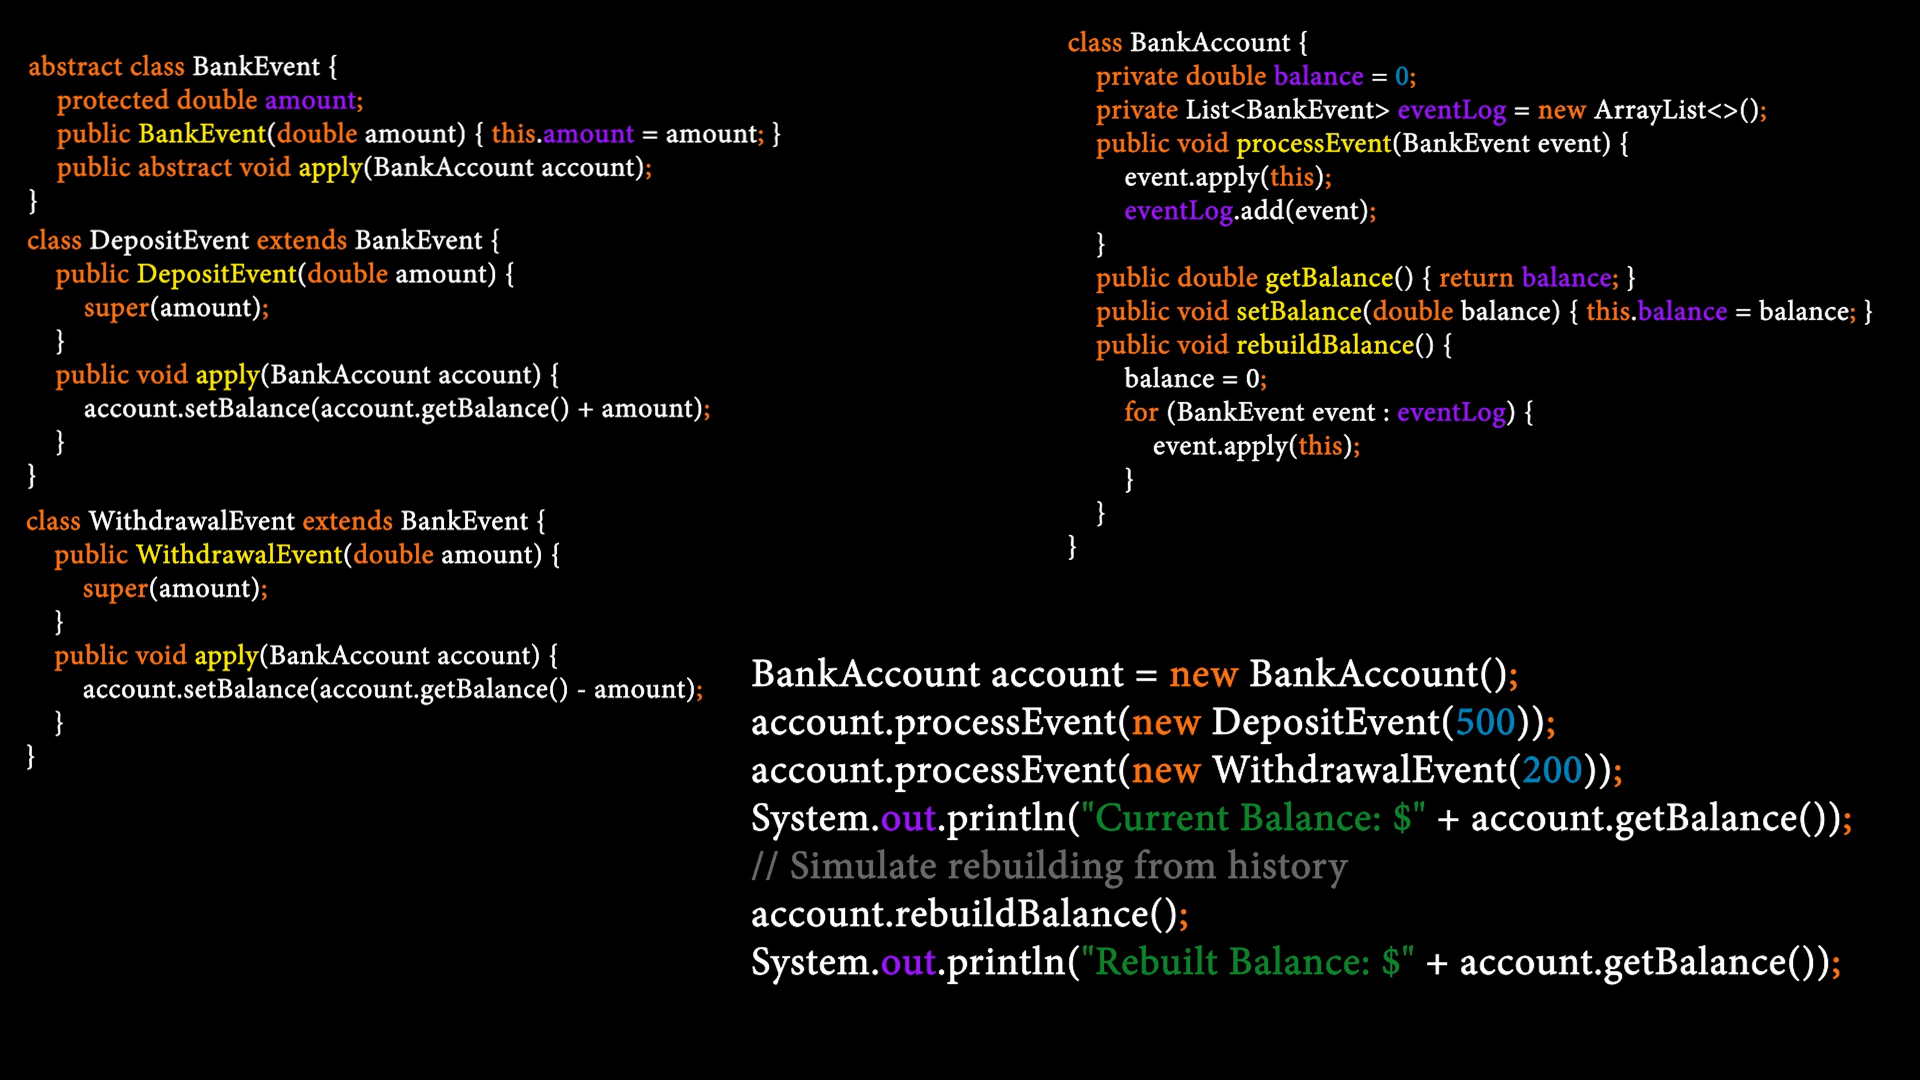 abstract class BankEvent {
protected double amount;
public BankEvent(double amount) { this.amount = amount; }
public abstract void apply(BankAccount account);
}
class DepositEvent extends BankEvent {
public DepositEvent(double amount) {
super(amount);
}
public void apply(BankAccount account) {
account.setBalance(account.getBalance() + amount);
}
}
class WithdrawalEvent extends BankEvent {
public WithdrawalEvent(double amount) {
super(amount);
}
public void apply(BankAccount account) {
account.setBalance(account.getBalance() - amount);
}
}
class BankAccount {
private double balance = 0;
private List<BankEvent> eventLog = new ArrayList<>();
public void processEvent(BankEvent event) {
event.apply(this);
eventLog.add(event);
}
public double getBalance() { return balance; }
public void setBalance(double balance) { this.balance = balance; }
public void rebuildBalance() {
balance = 0;
for (BankEvent event : eventLog) {
event.apply(this);
}
}
}
BankAccount account = new BankAccount();
account.processEvent(new DepositEvent(500));
account.processEvent(new WithdrawalEvent(200));
System.out.println("Current Balance: $" + account.getBalance());
// Simulate rebuilding from history
account.rebuildBalance();
System.out.println("Rebuilt Balance: $" + account.getBalance());